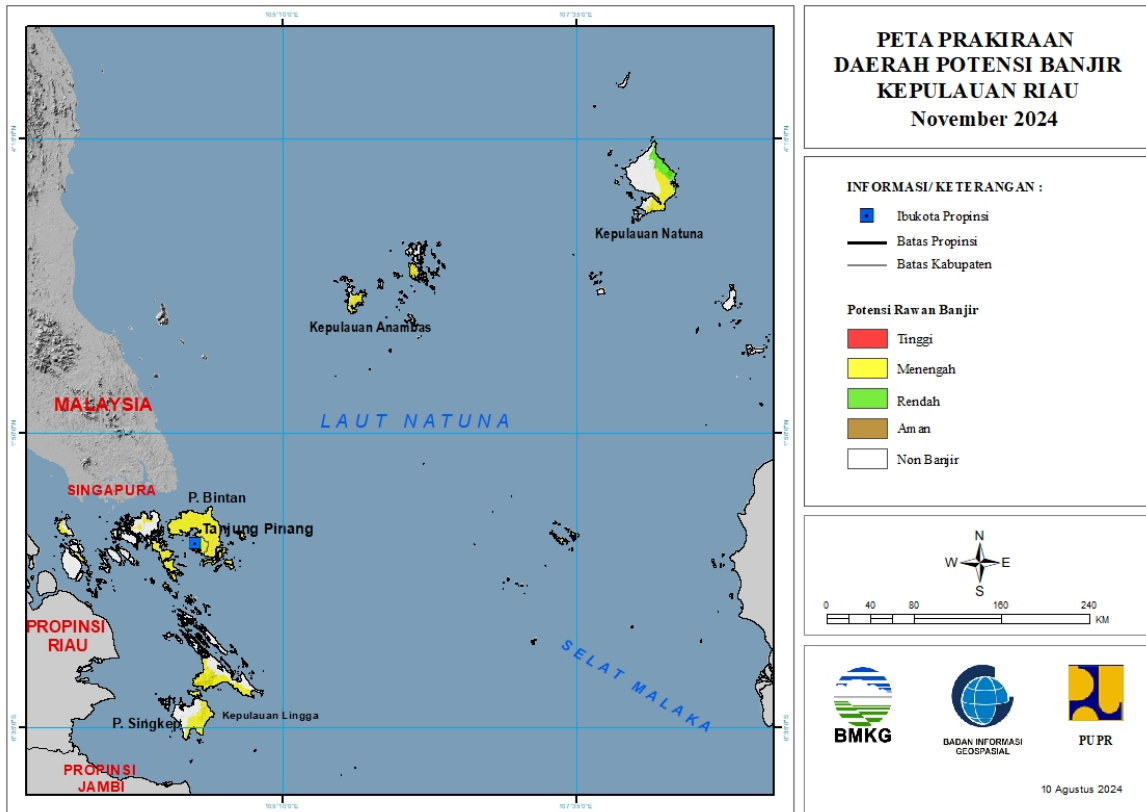 PETA PRAKIRAAN
DAERAH POTENSI BANJIR
KEPULAUAN RIAU
November 2024
INFORMASI/ KETERANGAN :
Ibukota Propinsi
Batas Propinsi
Batas Kabupaten
Potensi Rawan Banjir
Tinggi
Menengah
Rendah
Aman
Non Banjir
N
W E
S
0 40 80 160 240
KM
BMKG
BADAN INFORMASI
GEOSPASIAL
PUPR
10 Agustus 2024
Kepulauan Natuna
Kepulauan Anambas
MALAYSIA
LAUT NATUNA
SINGAPURA
P. Bintan
Tanjung Pinang
PROPINSI
RIAU
SELAT MALAKA
P. Singkep
Kepulauan Lingga
PROPINSI
JAMBI